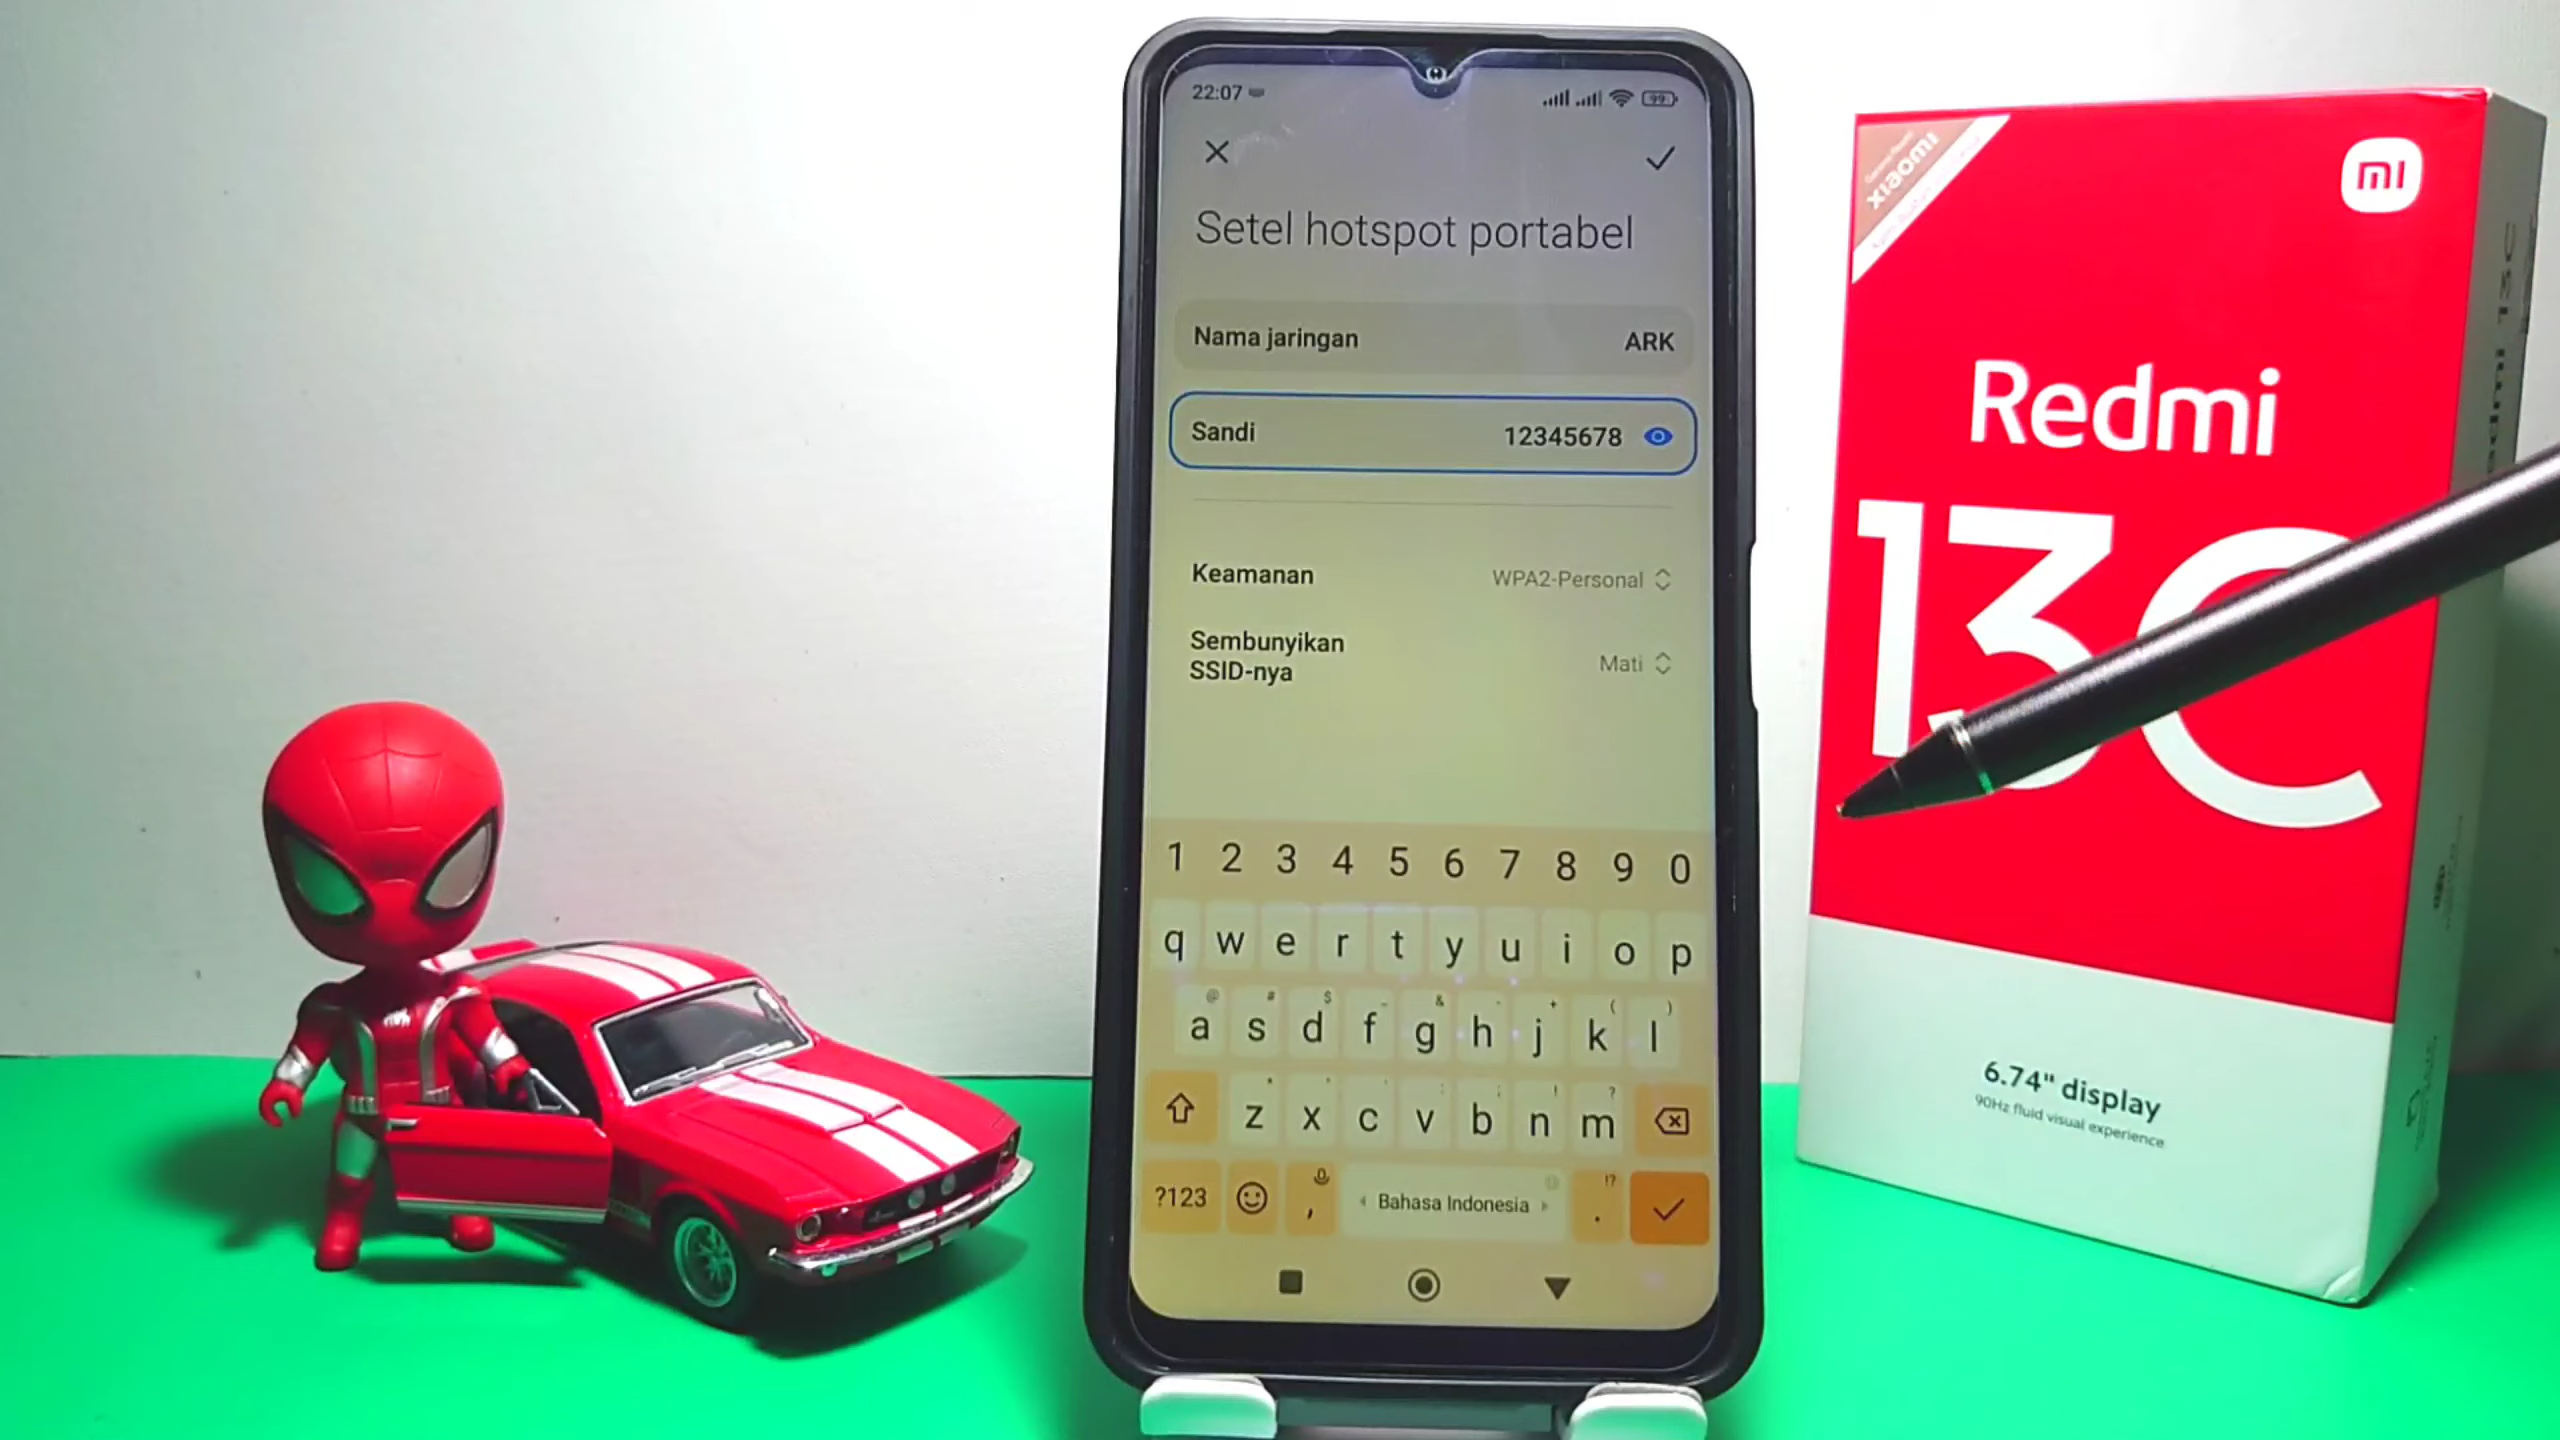 22:07
99
Setel hotspot portabel
Nama jaringan ARK
Sandi 12345678
Keamanan WPA2-Personal
Sembunyikan
SSID-nya Mati
1 2 3 4 5 6 7 8 9 0
q w e r t y u i o p
@ # $ _ & - + ( )
a s d f g h j k l
z x c v b n m
?123 , Bahasa Indonesia . !?
xiaomi
mi
Redmi
13C
6.74" display
90Hz fluid visual experience